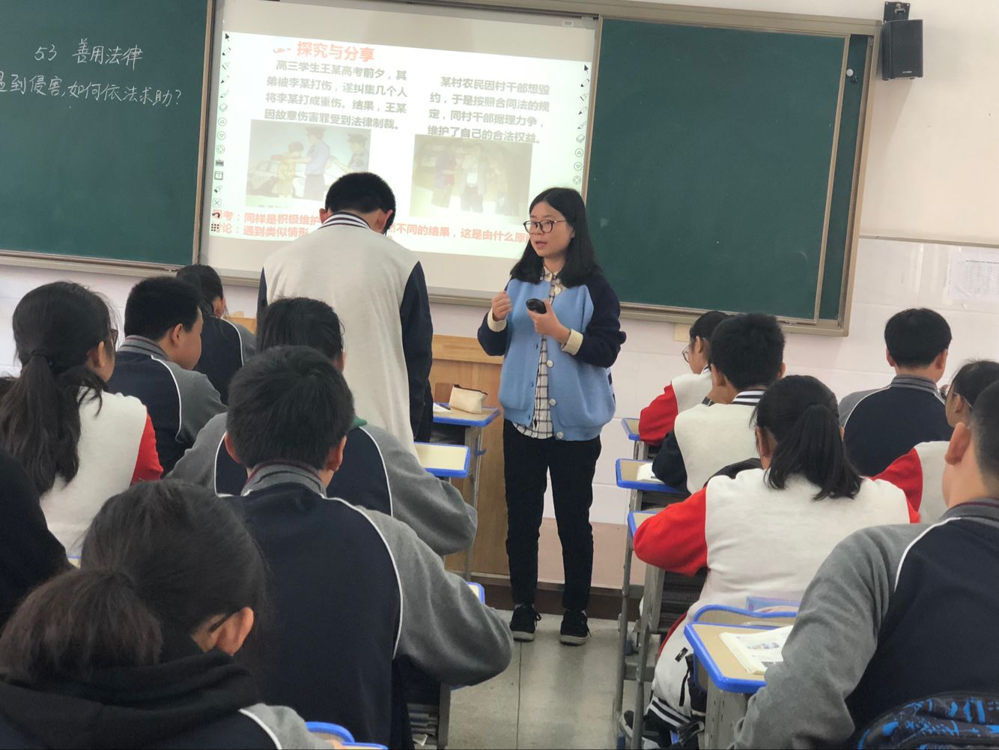 5.3 善用法律
遇到侵害,如何依法求助?
探究与分享
高三学生王某高考前夕，其
弟被李某打伤，遂纠集几个人
将李某打成重伤。结果，王某
因故意伤害罪受到法律制裁。
某村农民因村干部想毁
约，于是按照合同法的规
定，同村干部据理力争，
维护了自己的合法权益。
考：同样是积极维护
不同的结果，这是由什么原
论：遇到类似情形